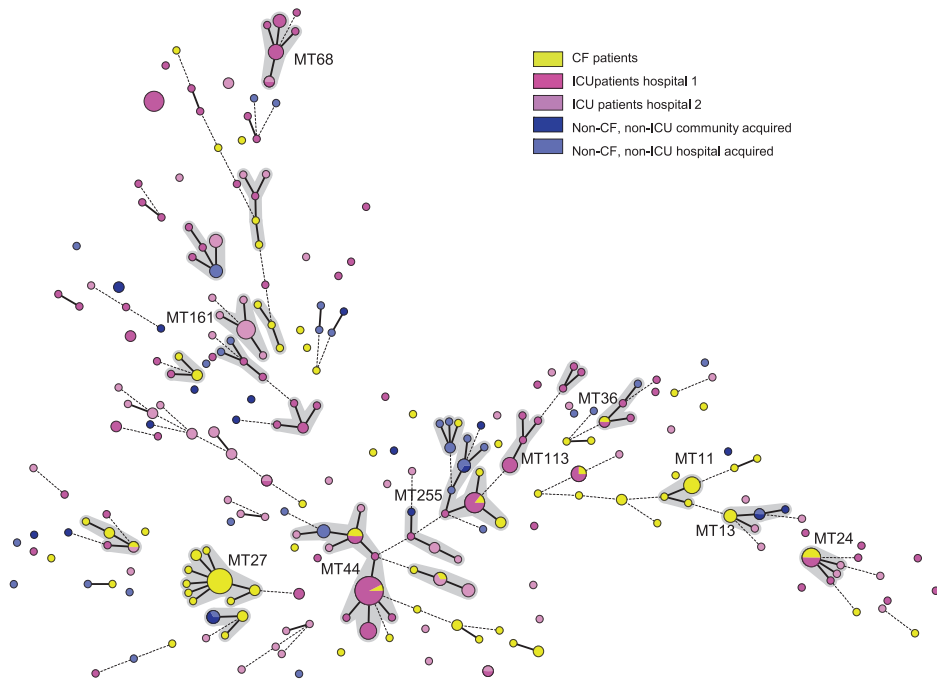 MT68
CF patients
ICUpatients hospital 1
ICU patients hospital 2
Non-CF, non-ICU community acquired
Non-CF, non-ICU hospital acquired
MT161
MT36
MT113
MT11
MT255
MT13
MT24
MT27
MT44